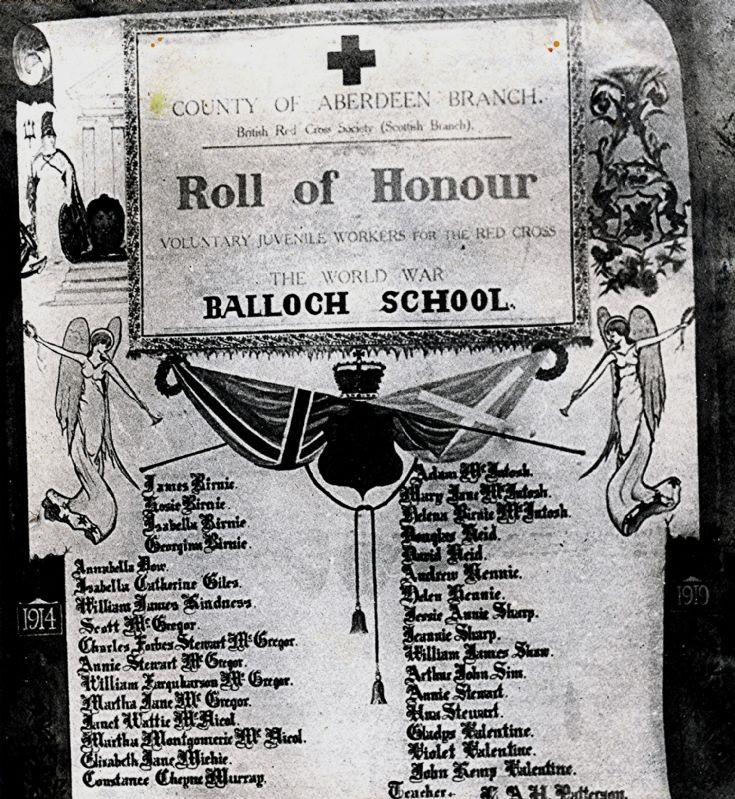 COUNTY OF ABERDEEN BRANCH.
British Red Cross Society (Scottish Branch).
Roll of Honour
VOLUNTARY JUVENILE WORKERS FOR THE RED CROSS
THE WORLD WAR
BALLOCH SCHOOL.
James Birnie.
Rosie Birnie.
Isabella Birnie.
Georgina Birnie.
Annabella Dow.
Isabella Catherine Giles.
William James Kindness.
Scott McGregor.
Charles Forbes Stewart McGregor.
Annie Stewart McGregor.
William Farquharson McGregor.
Martha Jane McGregor.
Janet Wattie McNicol.
Martha Montgomerie McNicol.
Elizabeth Jane Michie.
Constance Cheyne Murray.
1914
Adam McIntosh.
Mary Jane McIntosh.
Helena Birnie McIntosh.
Douglas Reid.
David Reid.
Andrew Rennie.
Helen Rennie.
Jessie Annie Sharp.
Jeannie Sharp.
William James Shaw.
Arthur John Sim.
Annie Stewart.
Stewart.
Gladys Valentine.
Violet Valentine.
John Kemp Valentine.
Teacher. A. H. Patterson.
1919